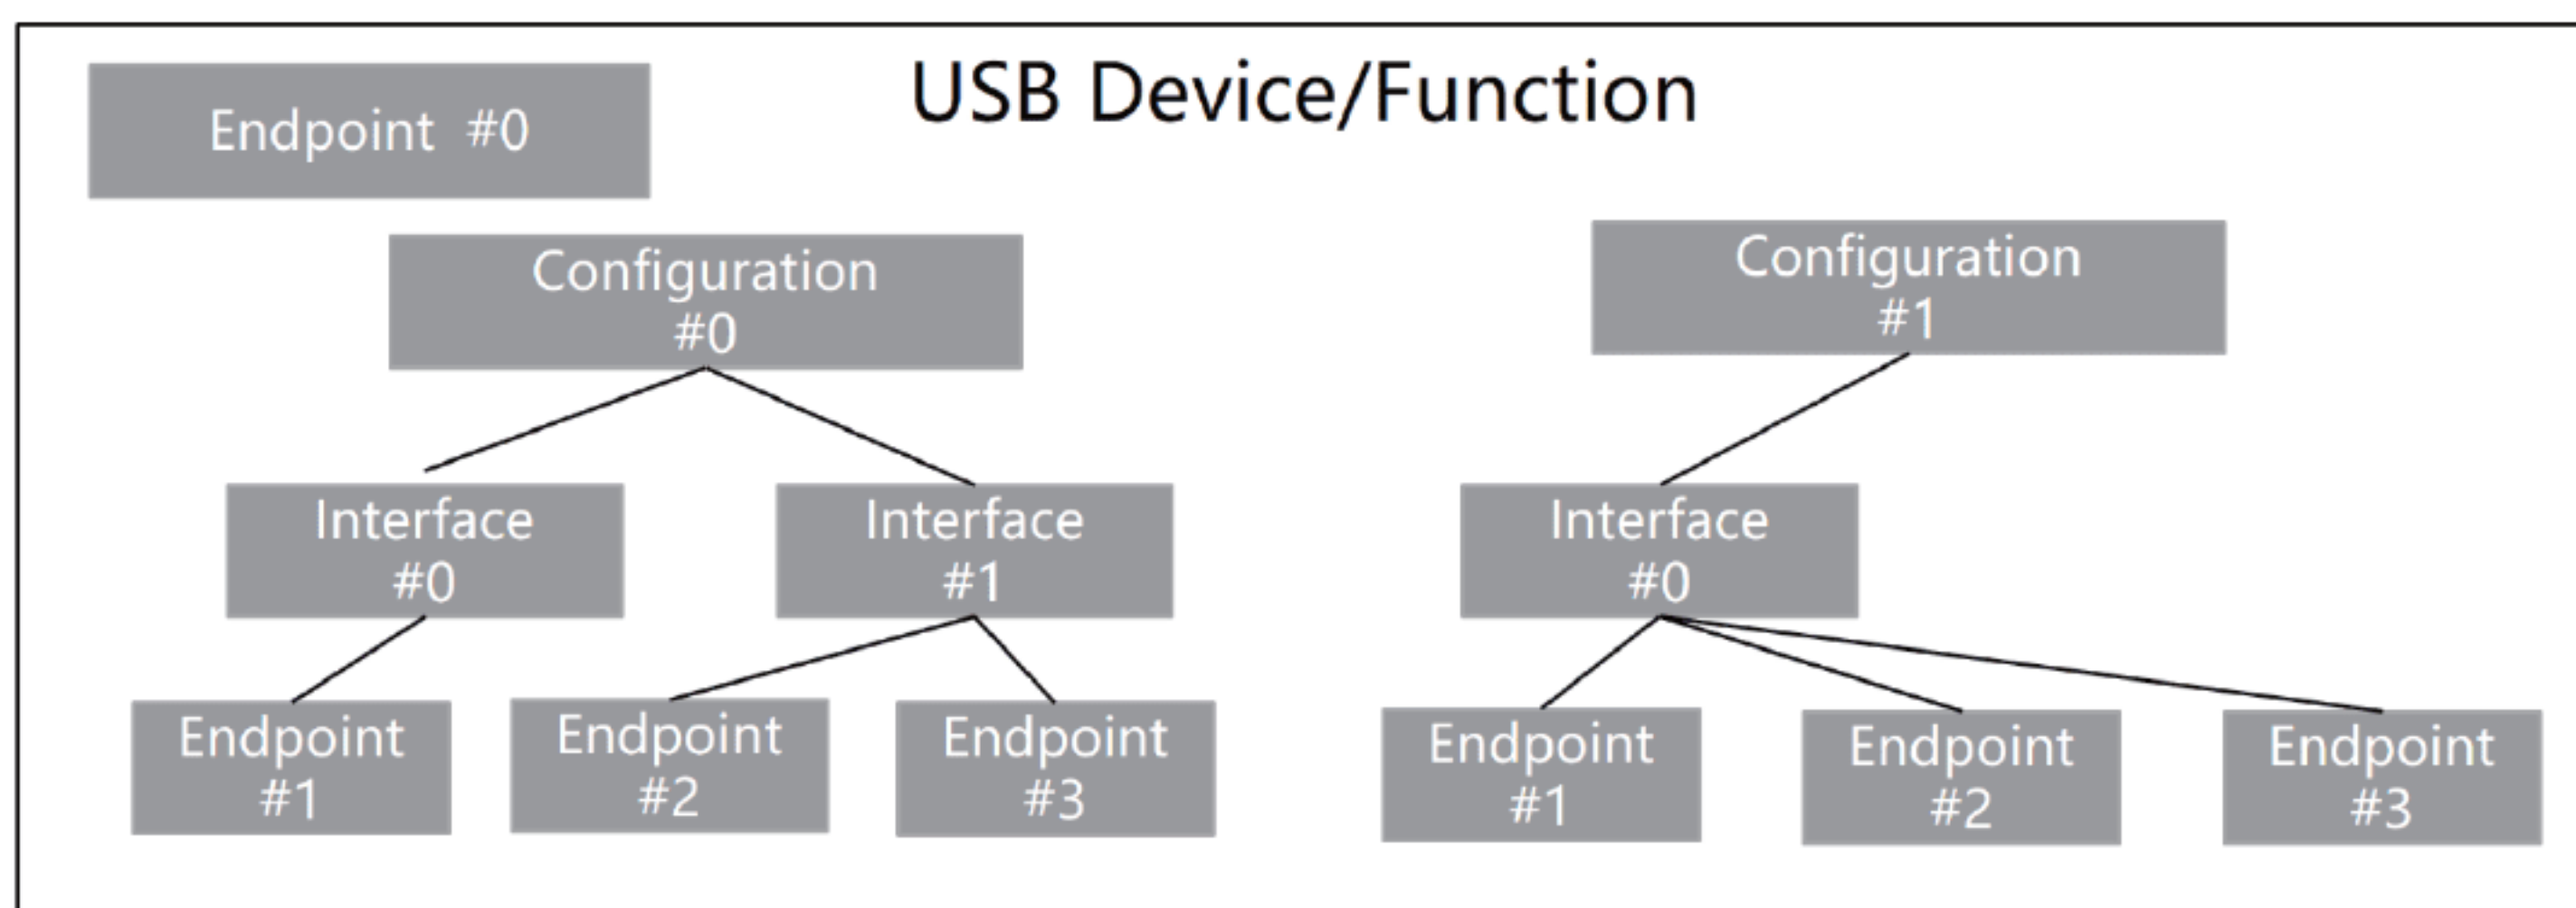 USB Device/Function
Endpoint #0
Configuration
#0
Configuration
#1
Interface
#0
Interface
#1
Interface
#0
Endpoint
#1
Endpoint
#2
Endpoint
#3
Endpoint
#1
Endpoint
#2
Endpoint
#3